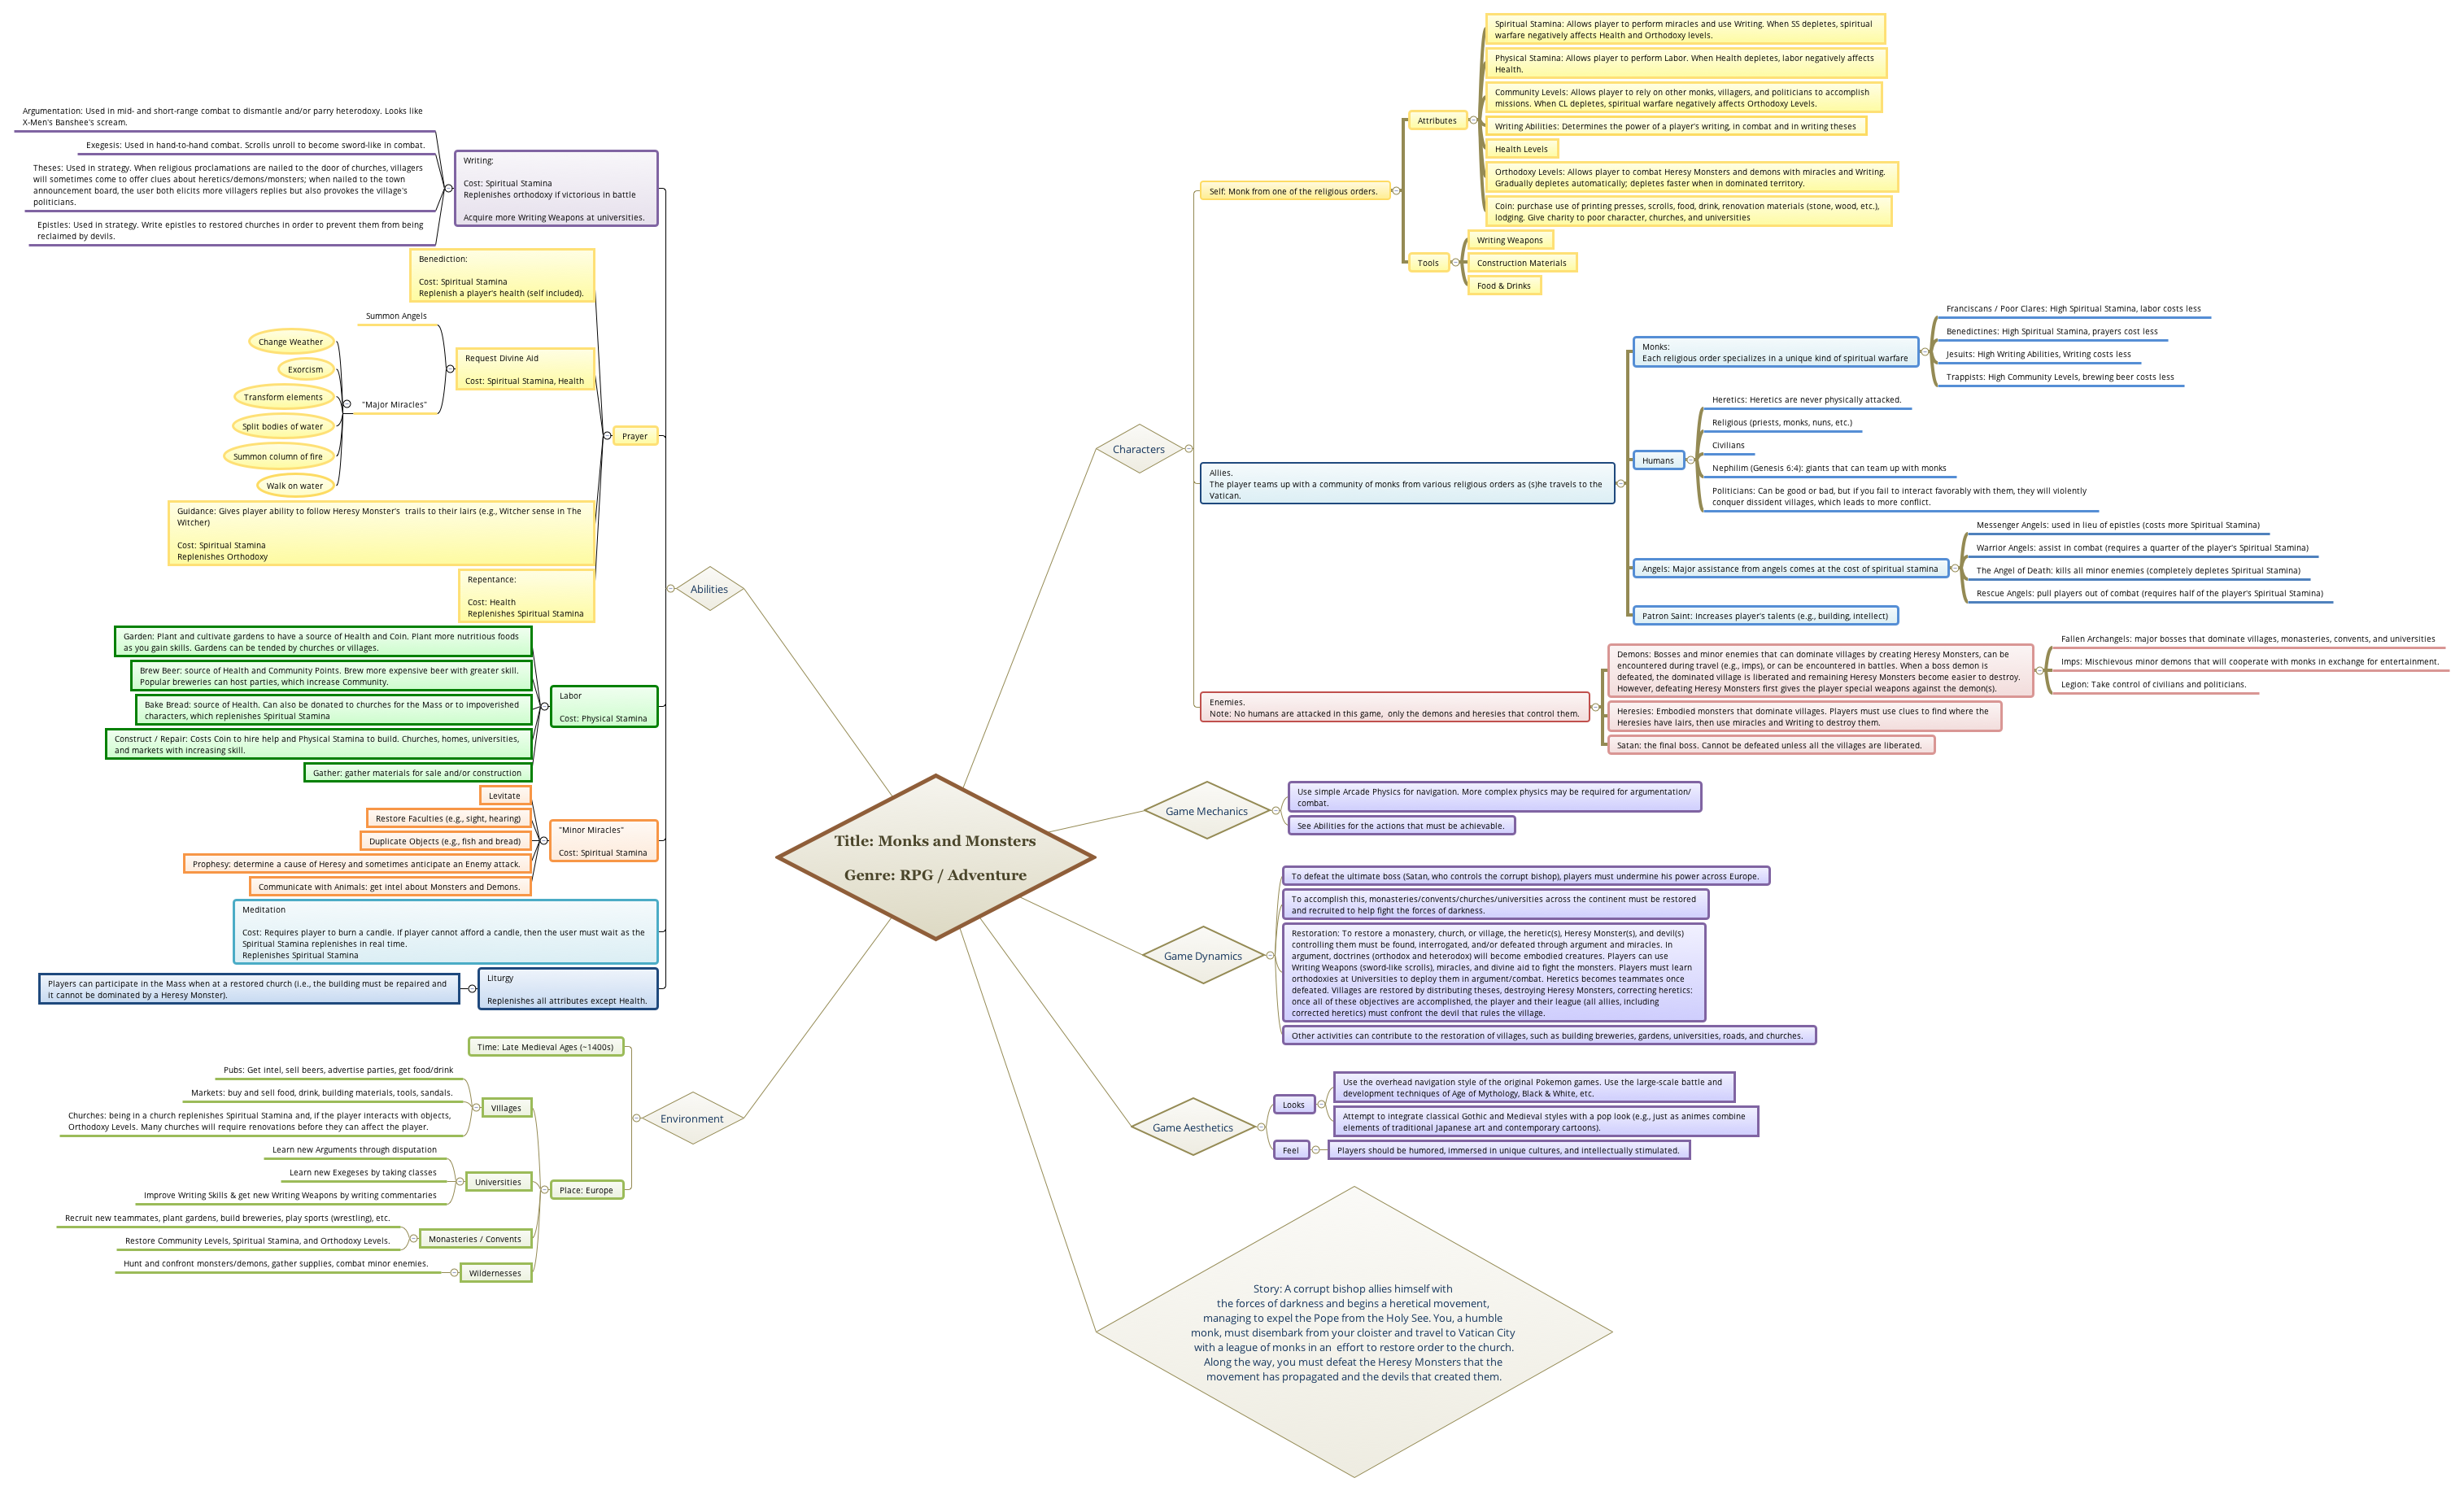 Title: Monks and Monsters
Genre: RPG / Adventure
Characters
Self: Monk from one of the religious orders.
Attributes
Spiritual Stamina: Allows player to perform miracles and use Writing. When SS depletes, spiritual
warfare negatively affects Health and Orthodoxy levels.
Physical Stamina: Allows player to perform Labor. When Health depletes, labor negatively affects
Health.
Community Levels: Allows player to rely on other monks, villagers, and politicians to accomplish
missions. When CL depletes, spiritual warfare negatively affects Orthodoxy Levels.
Writing Abilities: Determines the power of a player's writing, in combat and in writing theses
Health Levels
Orthodoxy Levels: Allows player to combat Heresy Monsters and demons with miracles and Writing.
Gradually depletes automatically; depletes faster when in dominated territory.
Coin: purchase use of printing presses, scrolls, food, drink, renovation materials (stone, wood, etc.),
lodging. Give charity to poor character, churches, and universities
Tools
Writing Weapons
Construction Materials
Food & Drinks
Allies.
The player teams up with a community of monks from various religious orders as (s)he travels to the
Vatican.
Monks:
Each religious order specializes in a unique kind of spiritual warfare
Franciscans / Poor Clares: High Spiritual Stamina, labor costs less
Benedictines: High Spiritual Stamina, prayers cost less
Jesuits: High Writing Abilities, Writing costs less
Trappists: High Community Levels, brewing beer costs less
Humans
Heretics: Heretics are never physically attacked.
Religious (priests, monks, nuns, etc.)
Civilians
Nephilim (Genesis 6:4): giants that can team up with monks
Politicians: Can be good or bad, but if you fail to interact favorably with them, they will violently
conquer dissident villages, which leads to more conflict.
Angels: Major assistance from angels comes at the cost of spiritual stamina
Messenger Angels: used in lieu of epistles (costs more Spiritual Stamina)
Warrior Angels: assist in combat (requires a quarter of the player's Spiritual Stamina)
The Angel of Death: kills all minor enemies (completely depletes Spiritual Stamina)
Rescue Angels: pull players out of combat (requires half of the player's Spiritual Stamina)
Patron Saint: Increases player's talents (e.g., building, intellect)
Enemies.
Note: No humans are attacked in this game,  only the demons and heresies that control them.
Demons: Bosses and minor enemies that can dominate villages by creating Heresy Monsters, can be
encountered during travel (e.g., imps), or can be encountered in battles. When a boss demon is
defeated, the dominated village is liberated and remaining Heresy Monsters become easier to destroy.
However, defeating Heresy Monsters first gives the player special weapons against the demon(s).
Fallen Archangels: major bosses that dominate villages, monasteries, convents, and universities
Imps: Mischievous minor demons that will cooperate with monks in exchange for entertainment.
Legion: Take control of civilians and politicians.
Heresies: Embodied monsters that dominate villages. Players must use clues to find where the
Heresies have lairs, then use miracles and Writing to destroy them.
Satan: the final boss. Cannot be defeated unless all the villages are liberated.
Game Mechanics
Use simple Arcade Physics for navigation. More complex physics may be required for argumentation/
combat.
See Abilities for the actions that must be achievable.
Game Dynamics
To defeat the ultimate boss (Satan, who controls the corrupt bishop), players must undermine his power across Europe.
To accomplish this, monasteries/convents/churches/universities across the continent must be restored
and recruited to help fight the forces of darkness.
Restoration: To restore a monastery, church, or village, the heretic(s), Heresy Monster(s), and devil(s)
controlling them must be found, interrogated, and/or defeated through argument and miracles. In
argument, doctrines (orthodox and heterodox) will become embodied creatures. Players can use
Writing Weapons (sword-like scrolls), miracles, and divine aid to fight the monsters. Players must learn
orthodoxies at Universities to deploy them in argument/combat. Heretics becomes teammates once
defeated. Villages are restored by distributing theses, destroying Heresy Monsters, correcting heretics:
once all of these objectives are accomplished, the player and their league (all allies, including
corrected heretics) must confront the devil that rules the village.
Other activities can contribute to the restoration of villages, such as building breweries, gardens, universities, roads, and churches.
Game Aesthetics
Looks
Use the overhead navigation style of the original Pokemon games. Use the large-scale battle and
development techniques of Age of Mythology, Black & White, etc.
Attempt to integrate classical Gothic and Medieval styles with a pop look (e.g., just as animes combine
elements of traditional Japanese art and contemporary cartoons).
Feel
Players should be humored, immersed in unique cultures, and intellectually stimulated.
Story: A corrupt bishop allies himself with
the forces of darkness and begins a heretical movement,
managing to expel the Pope from the Holy See. You, a humble
monk, must disembark from your cloister and travel to Vatican City
with a league of monks in an  effort to restore order to the church.
Along the way, you must defeat the Heresy Monsters that the
movement has propagated and the devils that created them.
Abilities
Writing:
Cost: Spiritual Stamina
Replenishes orthodoxy if victorious in battle
Acquire more Writing Weapons at universities.
Argumentation: Used in mid- and short-range combat to dismantle and/or parry heterodoxy. Looks like
X-Men's Banshee's scream.
Exegesis: Used in hand-to-hand combat. Scrolls unroll to become sword-like in combat.
Theses: Used in strategy. When religious proclamations are nailed to the door of churches, villagers
will sometimes come to offer clues about heretics/demons/monsters; when nailed to the town
announcement board, the user both elicits more villagers replies but also provokes the village's
politicians.
Epistles: Used in strategy. Write epistles to restored churches in order to prevent them from being
reclaimed by devils.
Prayer
Benediction:
Cost: Spiritual Stamina
Replenish a player's health (self included).
Request Divine Aid
Cost: Spiritual Stamina, Health
Summon Angels
"Major Miracles"
Change Weather
Exorcism
Transform elements
Split bodies of water
Summon column of fire
Walk on water
Guidance: Gives player ability to follow Heresy Monster's  trails to their lairs (e.g., Witcher sense in The
Witcher)
Cost: Spiritual Stamina
Replenishes Orthodoxy
Repentance:
Cost: Health
Replenishes Spiritual Stamina
Labor
Cost: Physical Stamina
Garden: Plant and cultivate gardens to have a source of Health and Coin. Plant more nutritious foods
as you gain skills. Gardens can be tended by churches or villages.
Brew Beer: source of Health and Community Points. Brew more expensive beer with greater skill.
Popular breweries can host parties, which increase Community.
Bake Bread: source of Health. Can also be donated to churches for the Mass or to impoverished
characters, which replenishes Spiritual Stamina
Construct / Repair: Costs Coin to hire help and Physical Stamina to build. Churches, homes, universities,
and markets with increasing skill.
Gather: gather materials for sale and/or construction
"Minor Miracles"
Cost: Spiritual Stamina
Levitate
Restore Faculties (e.g., sight, hearing)
Duplicate Objects (e.g., fish and bread)
Prophesy: determine a cause of Heresy and sometimes anticipate an Enemy attack.
Communicate with Animals: get intel about Monsters and Demons.
Meditation
Cost: Requires player to burn a candle. If player cannot afford a candle, then the user must wait as the
Spiritual Stamina replenishes in real time.
Replenishes Spiritual Stamina
Liturgy
Replenishes all attributes except Health.
Players can participate in the Mass when at a restored church (i.e., the building must be repaired and
it cannot be dominated by a Heresy Monster).
Environment
Time: Late Medieval Ages (~1400s)
Place: Europe
Villages
Pubs: Get intel, sell beers, advertise parties, get food/drink
Markets: buy and sell food, drink, building materials, tools, sandals.
Churches: being in a church replenishes Spiritual Stamina and, if the player interacts with objects,
Orthodoxy Levels. Many churches will require renovations before they can affect the player.
Universities
Learn new Arguments through disputation
Learn new Exegeses by taking classes
Improve Writing Skills & get new Writing Weapons by writing commentaries
Monasteries / Convents
Recruit new teammates, plant gardens, build breweries, play sports (wrestling), etc.
Restore Community Levels, Spiritual Stamina, and Orthodoxy Levels.
Wildernesses
Hunt and confront monsters/demons, gather supplies, combat minor enemies.